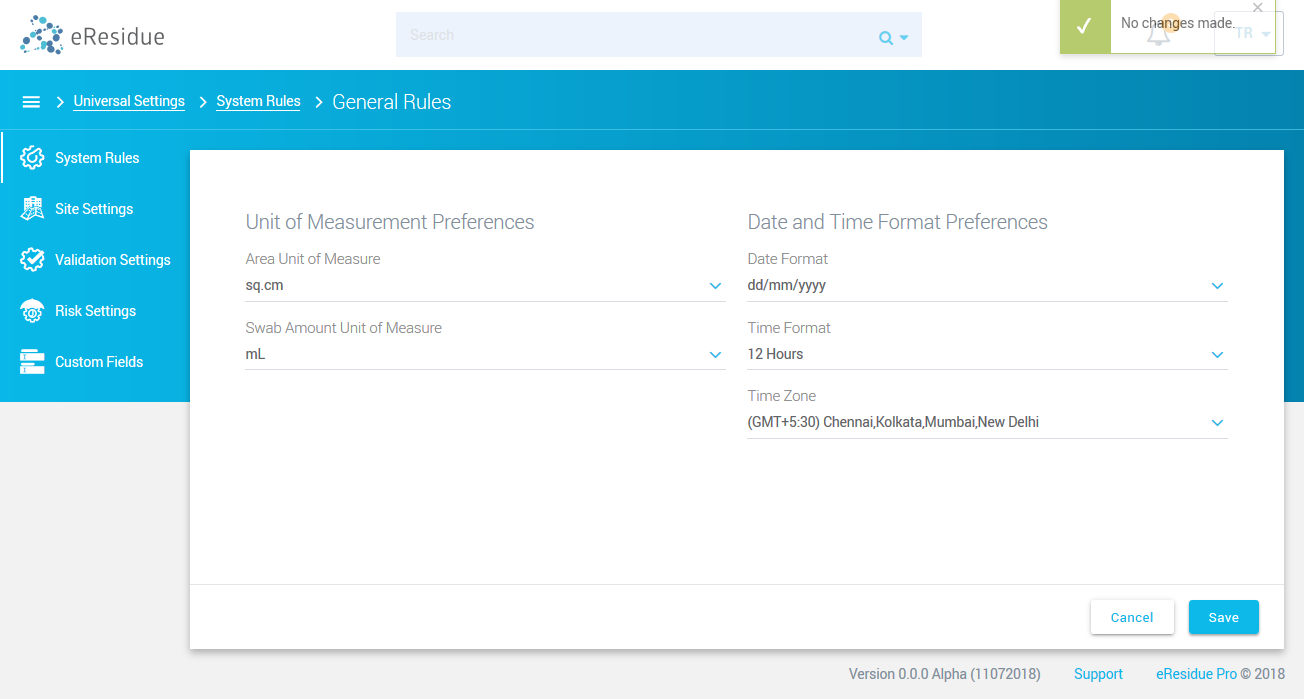 eResidue
Search
No changes made.
TR
Universal Settings
System Rules
General Rules
System Rules
Site Settings
Validation Settings
Risk Settings
Custom Fields
Unit of Measurement Preferences
Area Unit of Measure
sq.cm
Swab Amount Unit of Measure
mL
Date and Time Format Preferences
Date Format
dd/mm/yyyy
Time Format
12 Hours
Time Zone
(GMT+5:30) Chennai,Kolkata,Mumbai,New Delhi
Cancel
Save
Version 0.0.0 Alpha (11072018)
Support
eResidue Pro © 2018